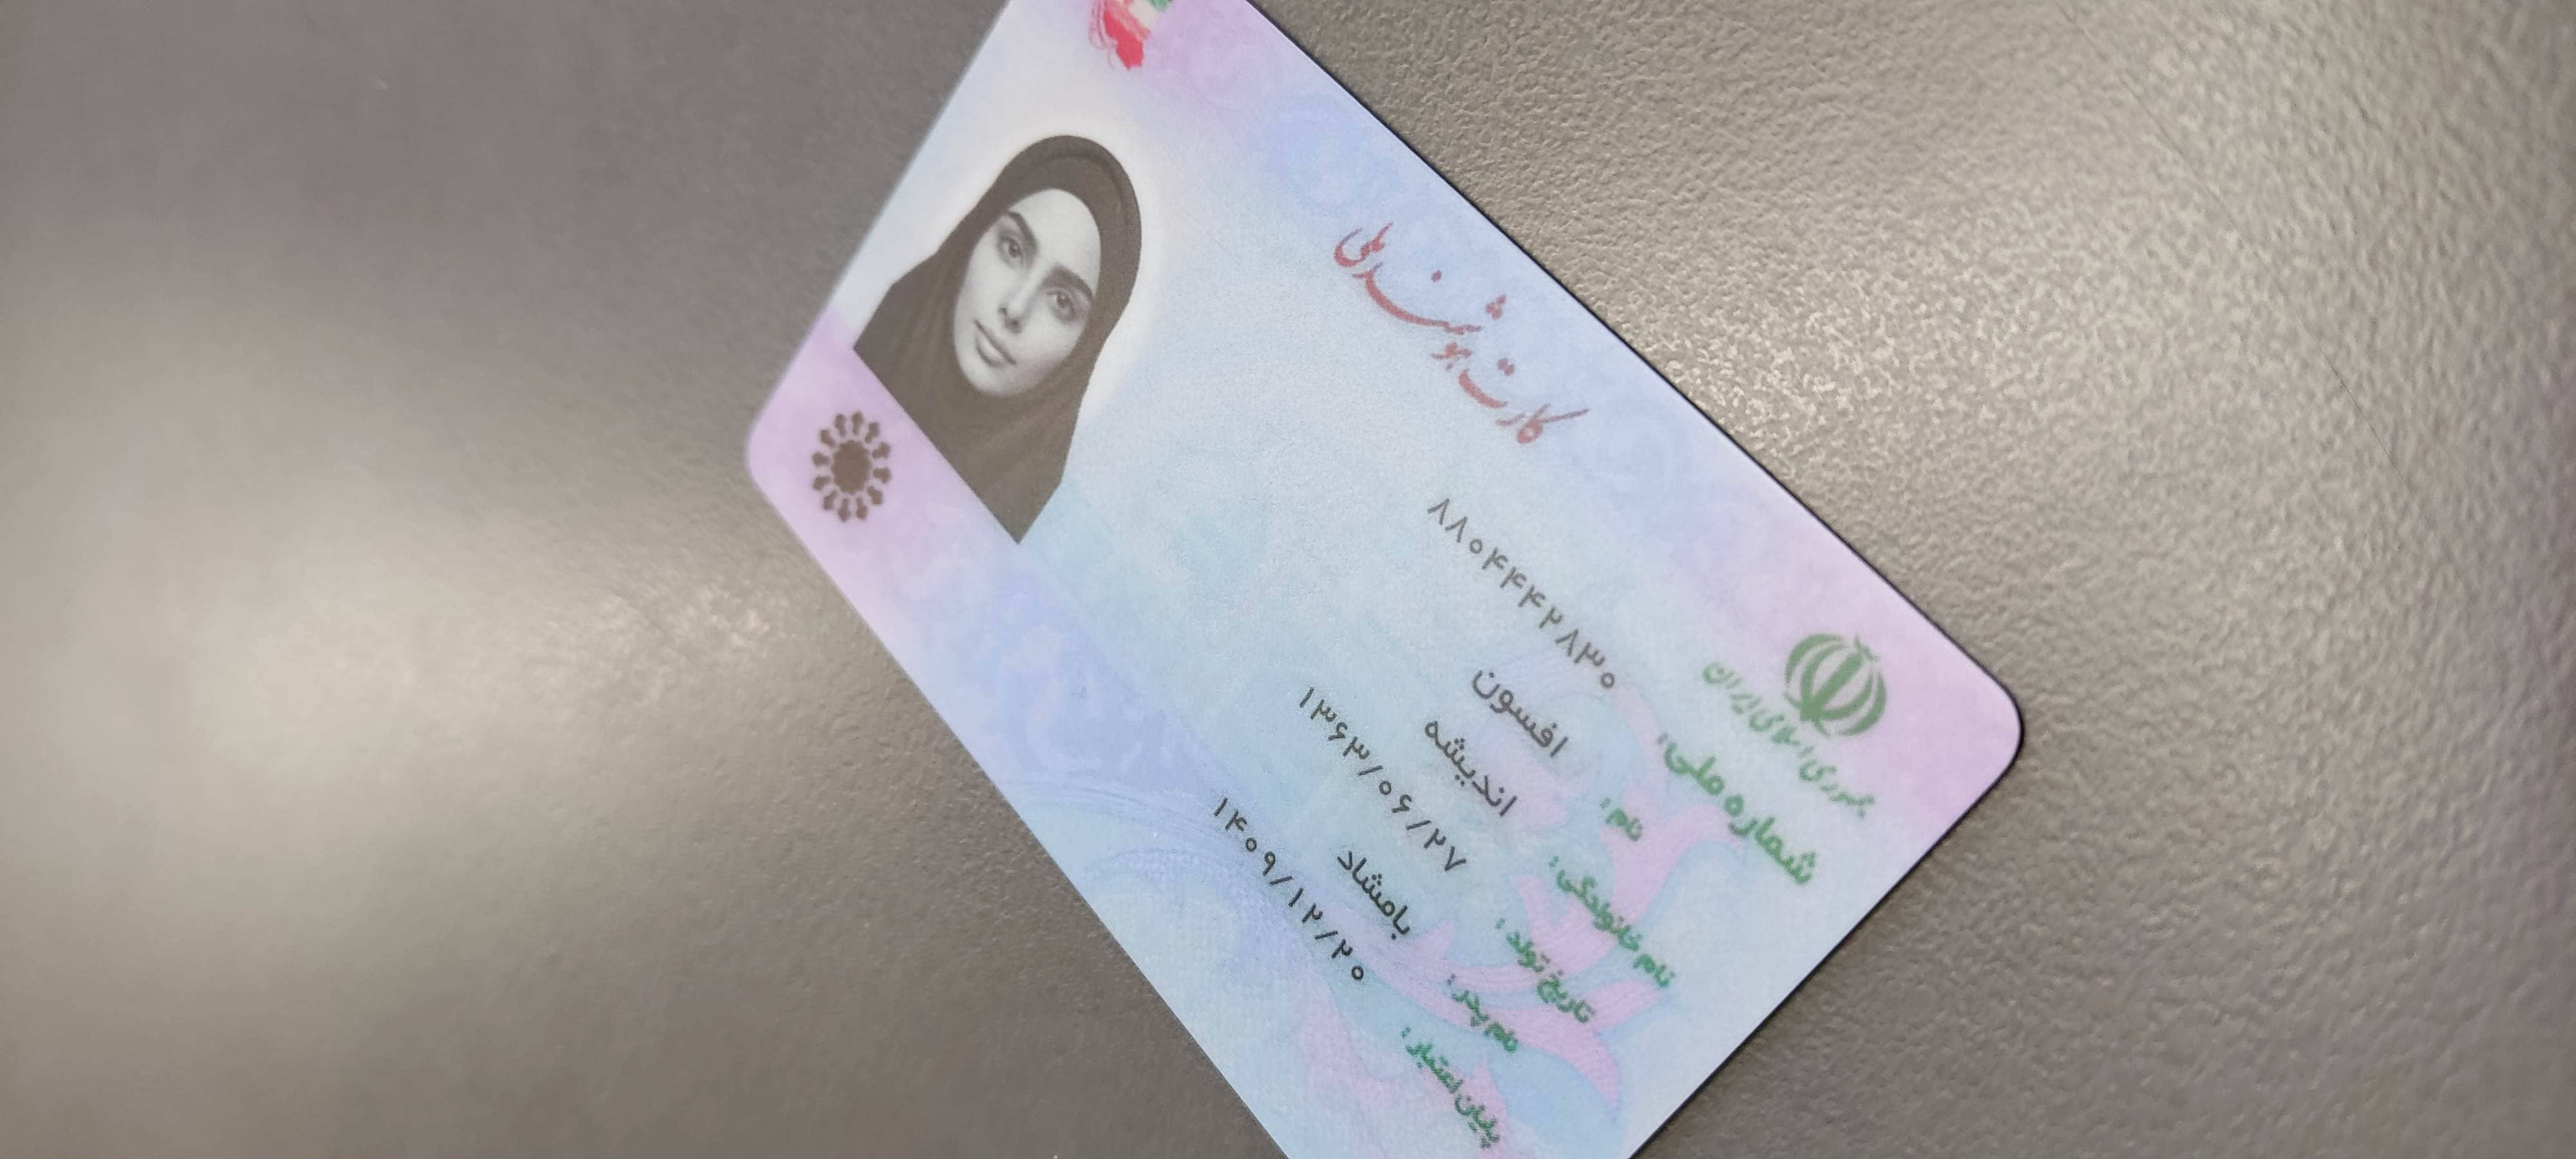 کارت هوشمند ملی
جمهوری اسلامی ایران
شماره ملی: ۸۸۰۴۴۴۲۸۳۰
نام: افسون
نام خانوادگی: اندیشه
تاریخ تولد: ۱۳۶۳/۰۶/۲۷
نام پدر: بامشاد
پایان اعتبار: ۱۴۰۹/۱۲/۲۰